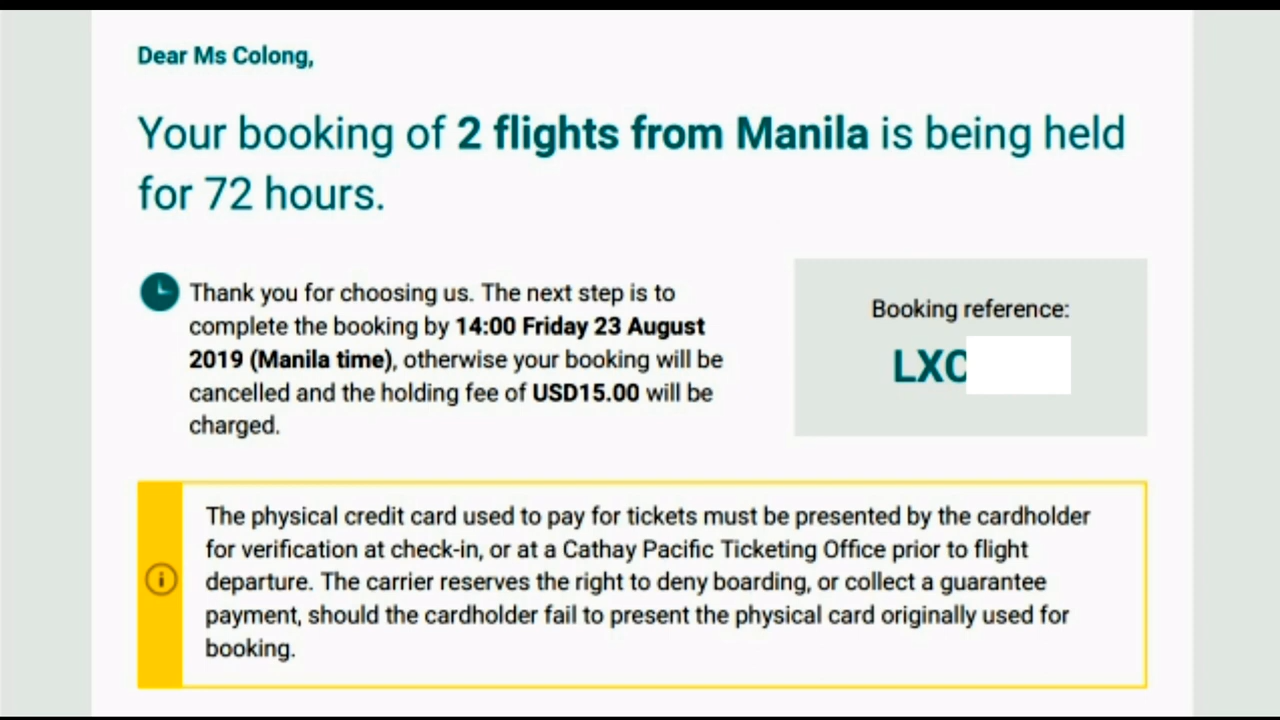 Dear Ms Colong,
Your booking of 2 flights from Manila is being held
for 72 hours.
Thank you for choosing us. The next step is to
complete the booking by 14:00 Friday 23 August
2019 (Manila time), otherwise your booking will be
cancelled and the holding fee of USD15.00 will be
charged.
Booking reference:
LXC
The physical credit card used to pay for tickets must be presented by the cardholder
for verification at check-in, or at a Cathay Pacific Ticketing Office prior to flight
departure. The carrier reserves the right to deny boarding, or collect a guarantee
payment, should the cardholder fail to present the physical card originally used for
booking.